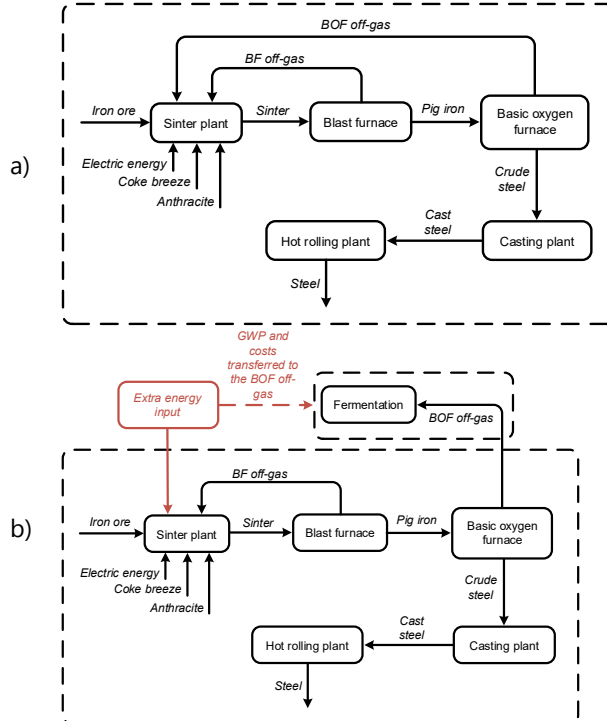 a)
BOF off-gas
BF off-gas
Iron ore
Sinter plant
Sinter
Blast furnace
Pig iron
Basic oxygen
furnace
Electric energy
Coke breeze
Anthracite
Crude
steel
Hot rolling plant
Cast
steel
Casting plant
Steel
b)
GWP and
costs
transferred to
the BOF off-
gas
Extra energy
input
Fermentation
BOF off-gas
BF off-gas
Iron ore
Sinter plant
Sinter
Blast furnace
Pig iron
Basic oxygen
furnace
Electric energy
Coke breeze
Anthracite
Crude
steel
Hot rolling plant
Cast
steel
Casting plant
Steel